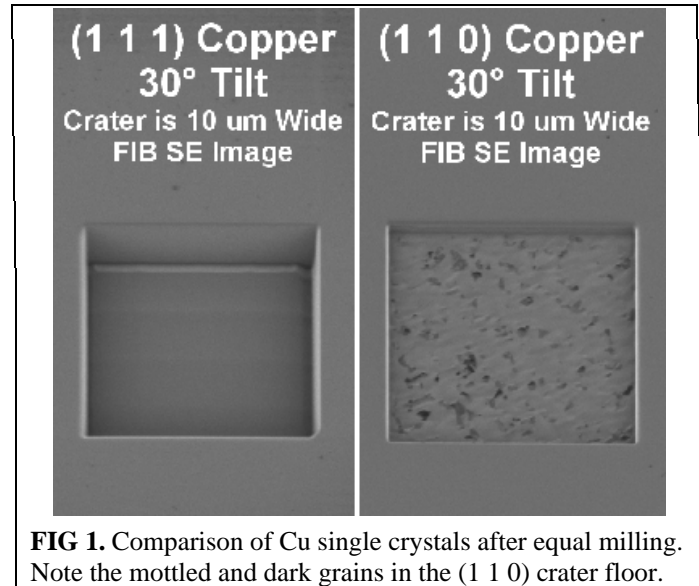 (1 1 1) Copper
30° Tilt
Crater is 10 um Wide
FIB SE Image
(1 1 0) Copper
30° Tilt
Crater is 10 um Wide
FIB SE Image
FIG 1. Comparison of Cu single crystals after equal milling.
Note the mottled and dark grains in the (1 1 0) crater floor.